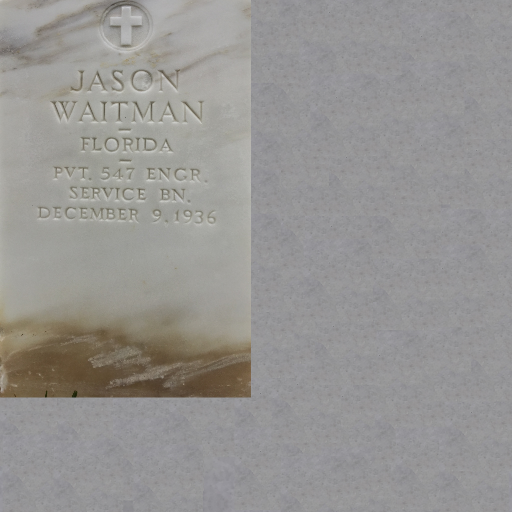 JASON
WAITMAN
FLORIDA
PVT. 547 ENGR.
SERVICE BN.
DECEMBER 9, 1936